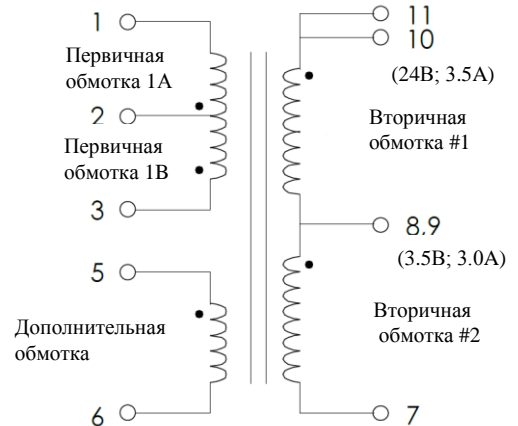 1
11
10
Первичная
обмотка 1А
(24В; 3.5А)
2
Вторичная
обмотка #1
Первичная
обмотка 1В
3
8,9
(3.5В; 3.0А)
5
Вторичная
обмотка #2
Дополнительная
обмотка
6
7